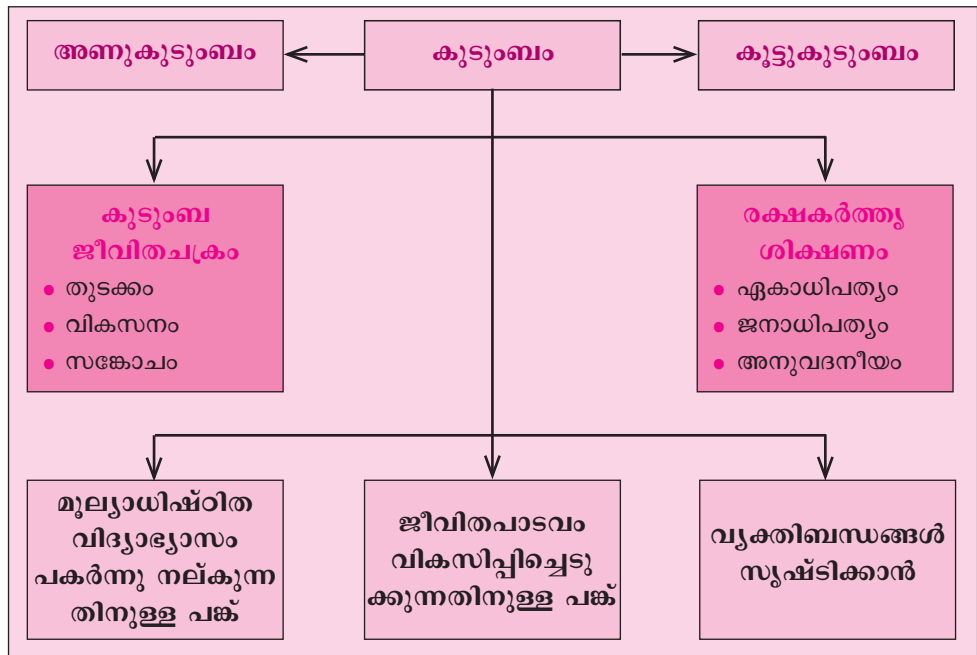 അണുകുടുംബം
കുടുംബം
കൂട്ടുകുടുംബം
കുടുംബ
ജീവിതചക്രം
• തുടക്കം
• വികസനം
• സങ്കോചം
രക്ഷകർത്തൃ
ശിക്ഷണം
• ഏകാധിപത്യം
• ജനാധിപത്യം
• അനുവദനീയം
മൂല്യാധിഷ്ഠിത
വിദ്യാഭ്യാസം
പകർന്നു നല്കുന്ന
തിനുള്ള പങ്ക്
ജീവിതപാടവം
വികസിപ്പിച്ചെടു
ക്കുന്നതിനുള്ള പങ്ക്
വ്യക്തിബന്ധങ്ങൾ
സൃഷ്ടിക്കാൻ